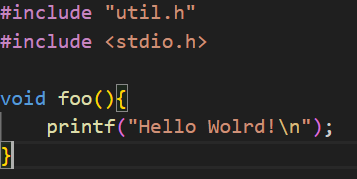 #include "util.h"
#include <stdio.h>
void foo(){
printf("Hello Wolrd!\n");
}